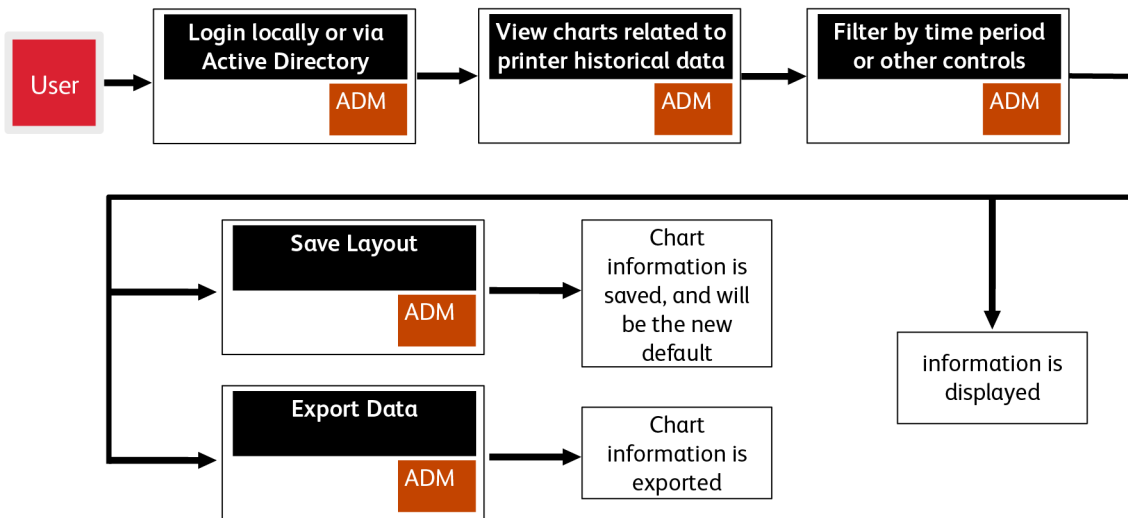 User
Login locally or via
Active Directory
ADM
View charts related to
printer historical data
ADM
Filter by time period
or other controls
ADM
Save Layout
ADM
Chart
information is
saved, and will
be the new
default
information is
displayed
Export Data
ADM
Chart
information is
exported